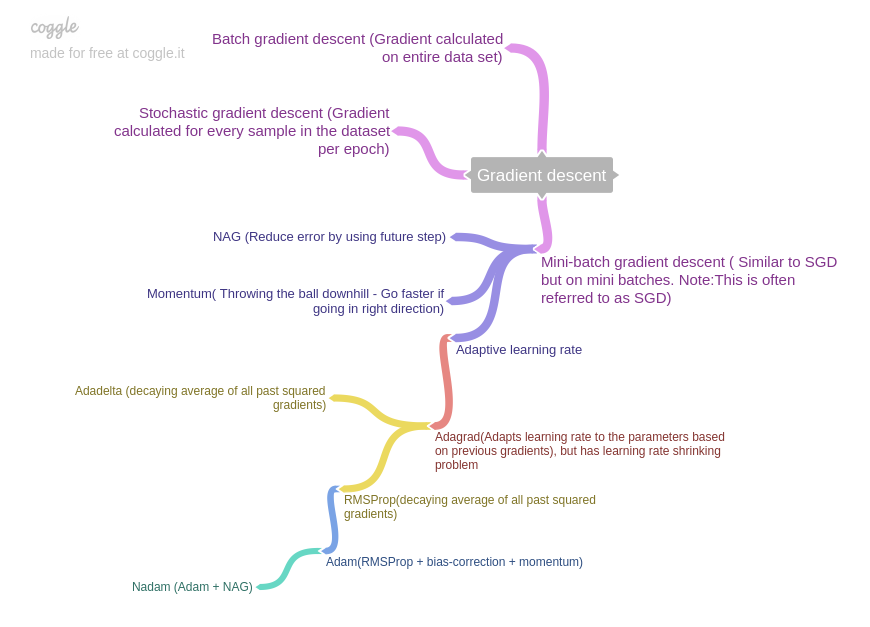 coggle
made for free at coggle.it
Batch gradient descent (Gradient calculated
on entire data set)
Stochastic gradient descent (Gradient
calculated for every sample in the dataset
per epoch)
Gradient descent
NAG (Reduce error by using future step)
Mini-batch gradient descent ( Similar to SGD
but on mini batches. Note:This is often
referred to as SGD)
Momentum( Throwing the ball downhill - Go faster if
going in right direction)
Adaptive learning rate
Adadelta (decaying average of all past squared
gradients)
Adagrad(Adapts learning rate to the parameters based
on previous gradients), but has learning rate shrinking
problem
RMSProp(decaying average of all past squared
gradients)
Adam(RMSProp + bias-correction + momentum)
Nadam (Adam + NAG)